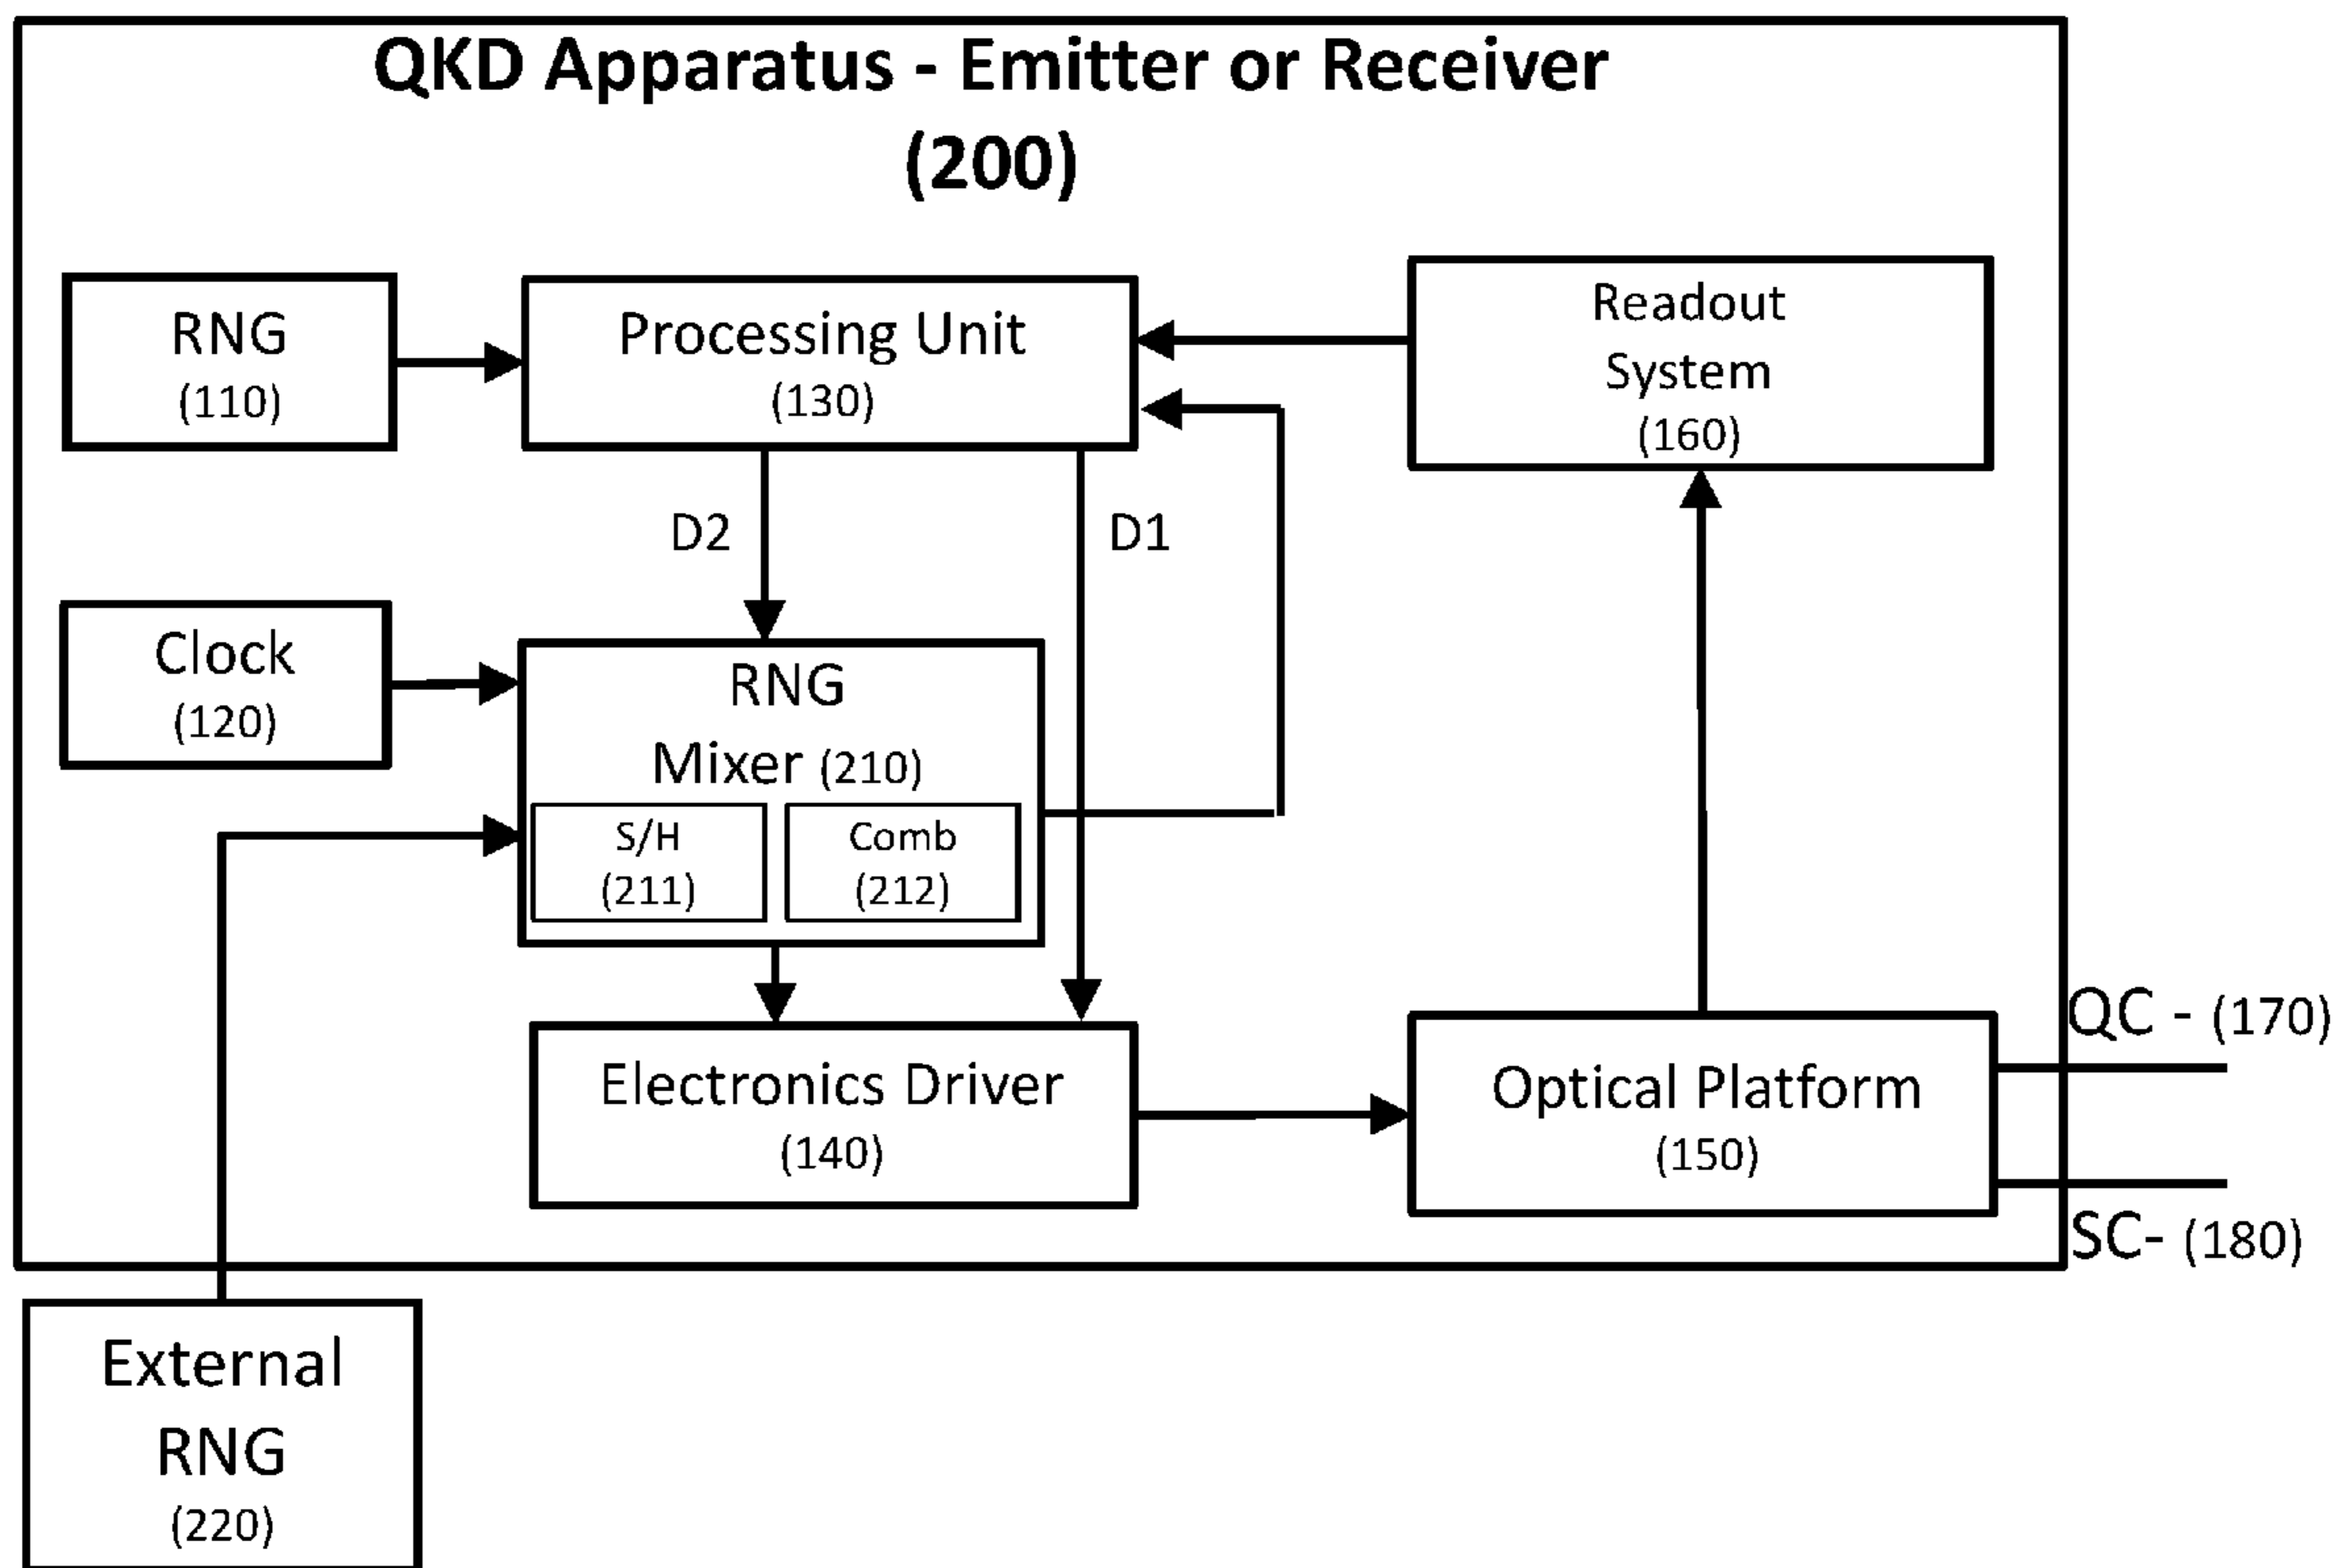 QKD Apparatus - Emitter or Receiver
(200)
RNG
(110)
Processing Unit
(130)
Readout
System
(160)
D2
D1
Clock
(120)
RNG
Mixer (210)
S/H
(211)
Comb
(212)
Electronics Driver
(140)
Optical Platform
(150)
QC - (170)
SC- (180)
External
RNG
(220)